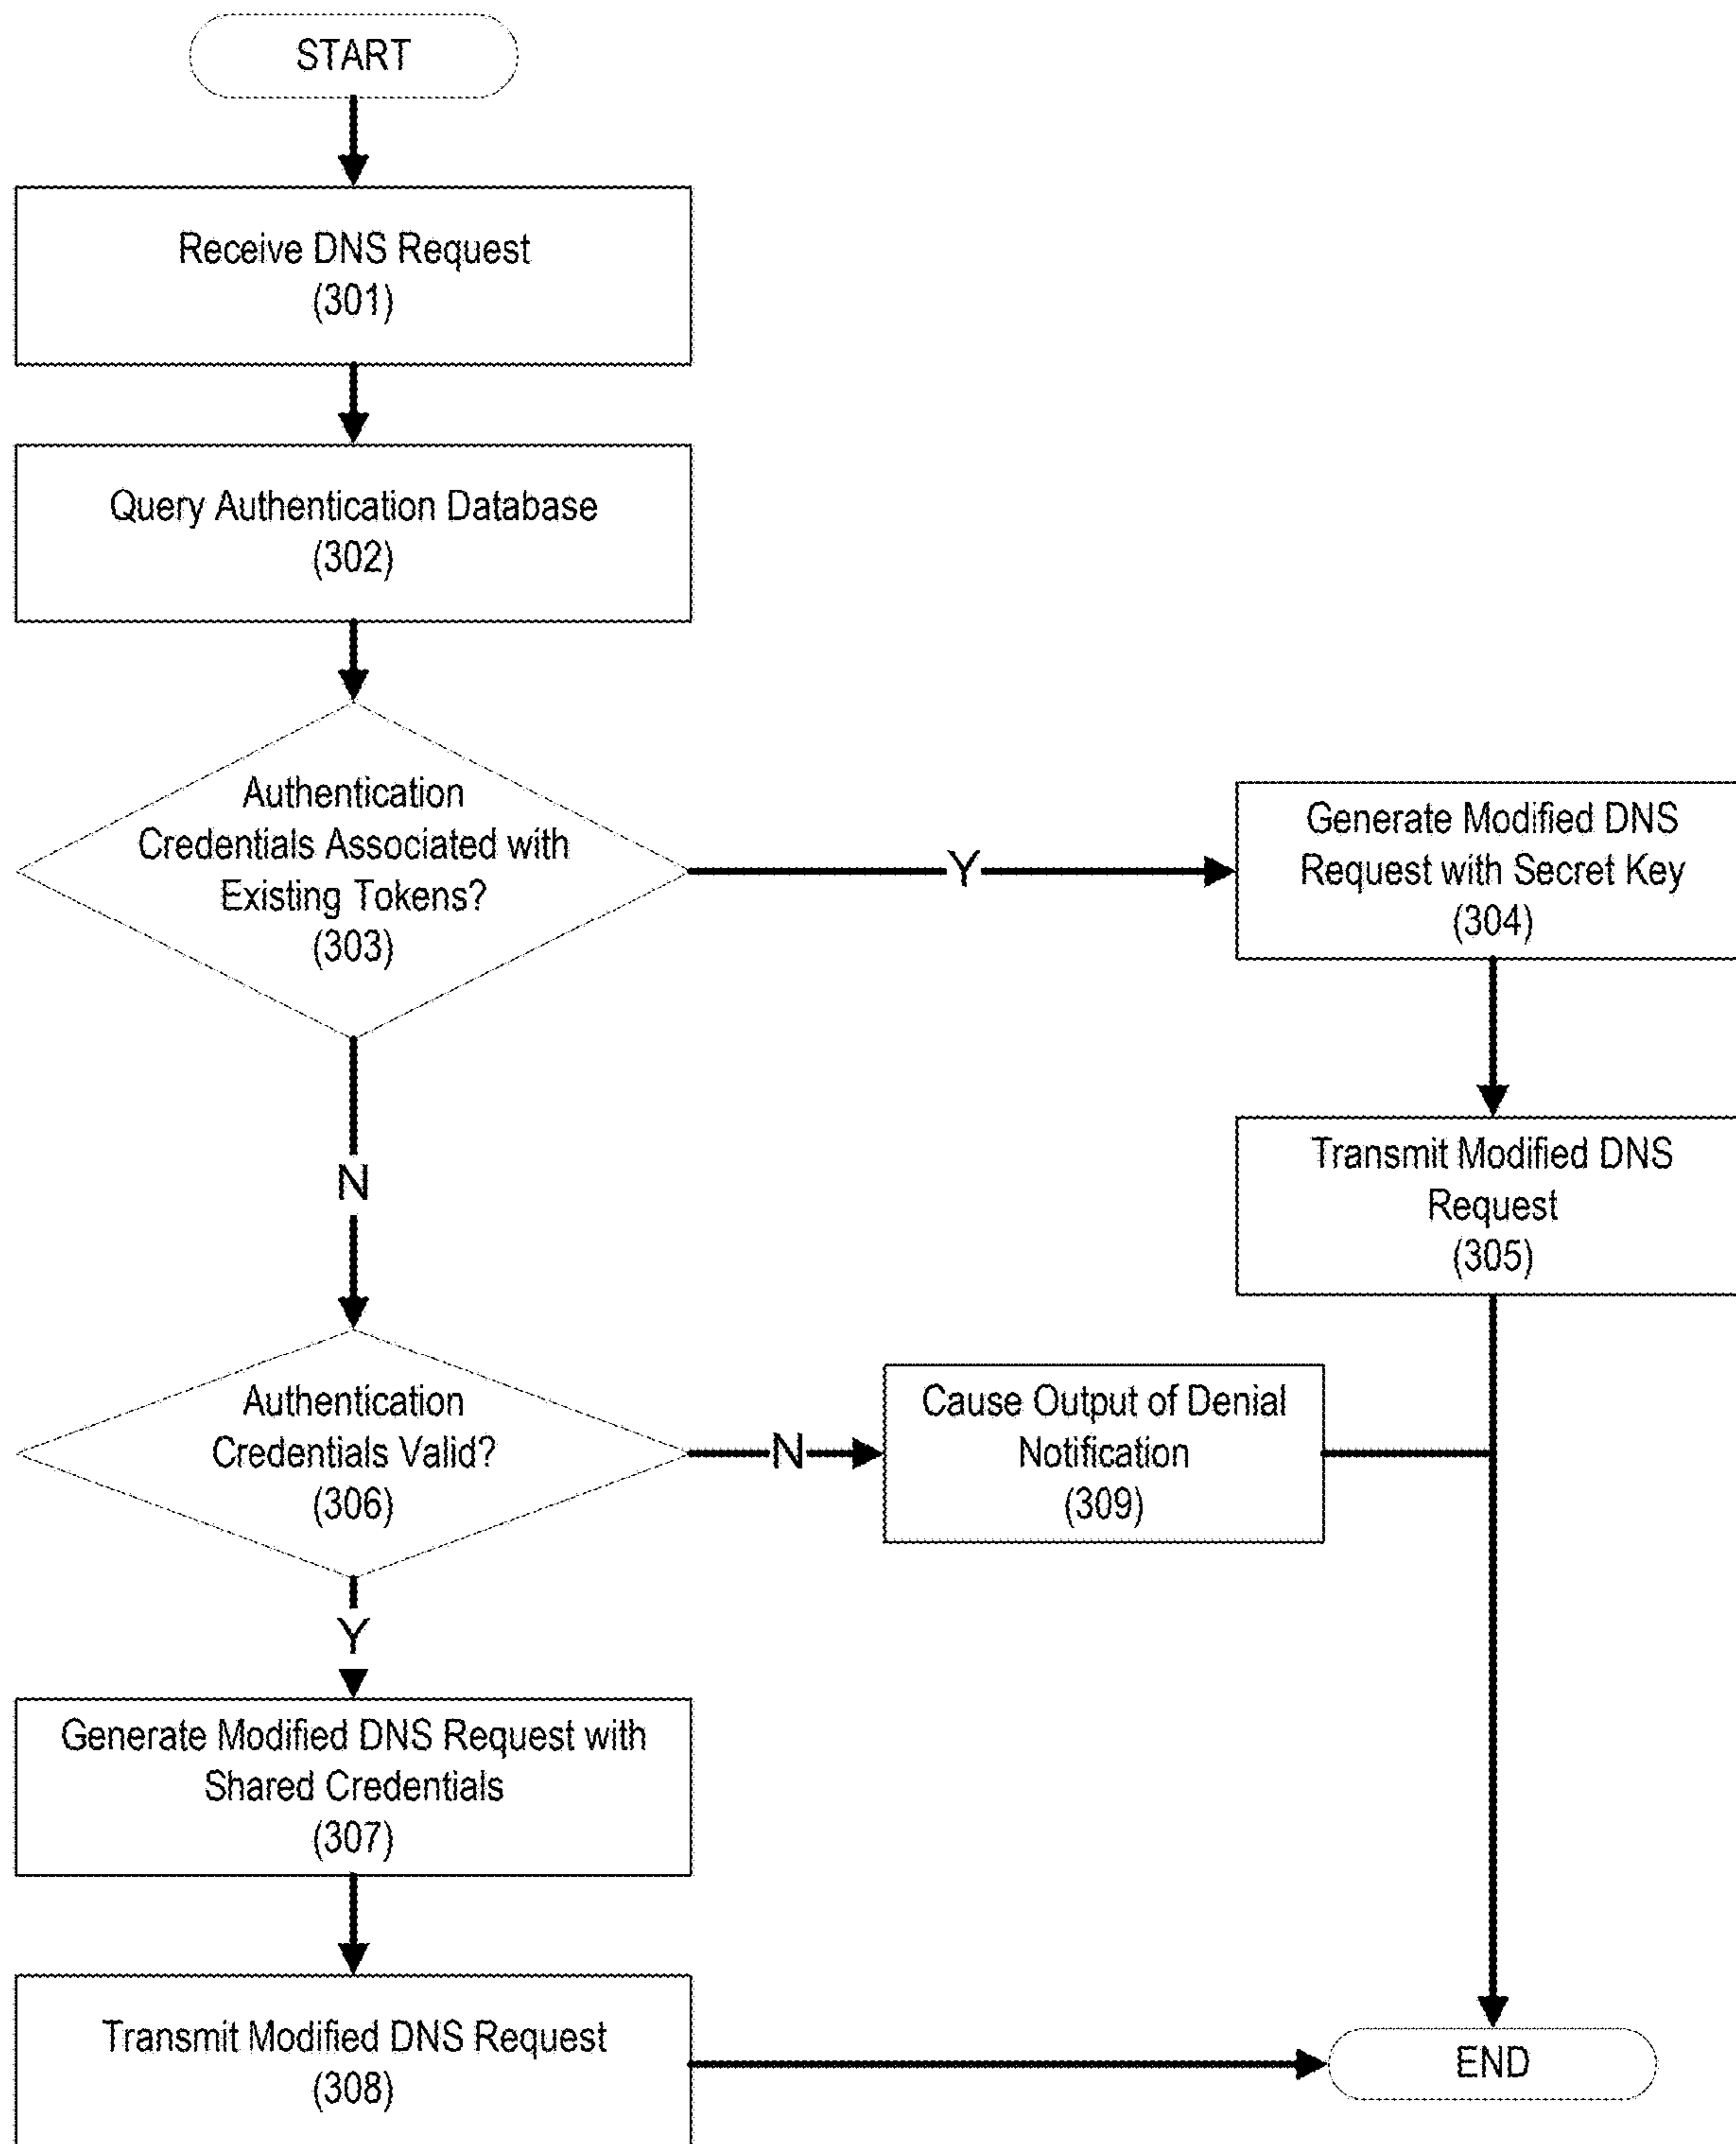 START
Receive DNS Request
(301)
Query Authentication Database
(302)
Authentication
Credentials Associated with
Existing Tokens?
(303)
Y
Generate Modified DNS
Request with Secret Key
(304)
Transmit Modified DNS
Request
(305)
N
Authentication
Credentials Valid?
(306)
N
Cause Output of Denial
Notification
(309)
Y
Generate Modified DNS Request with
Shared Credentials
(307)
Transmit Modified DNS Request
(308)
END